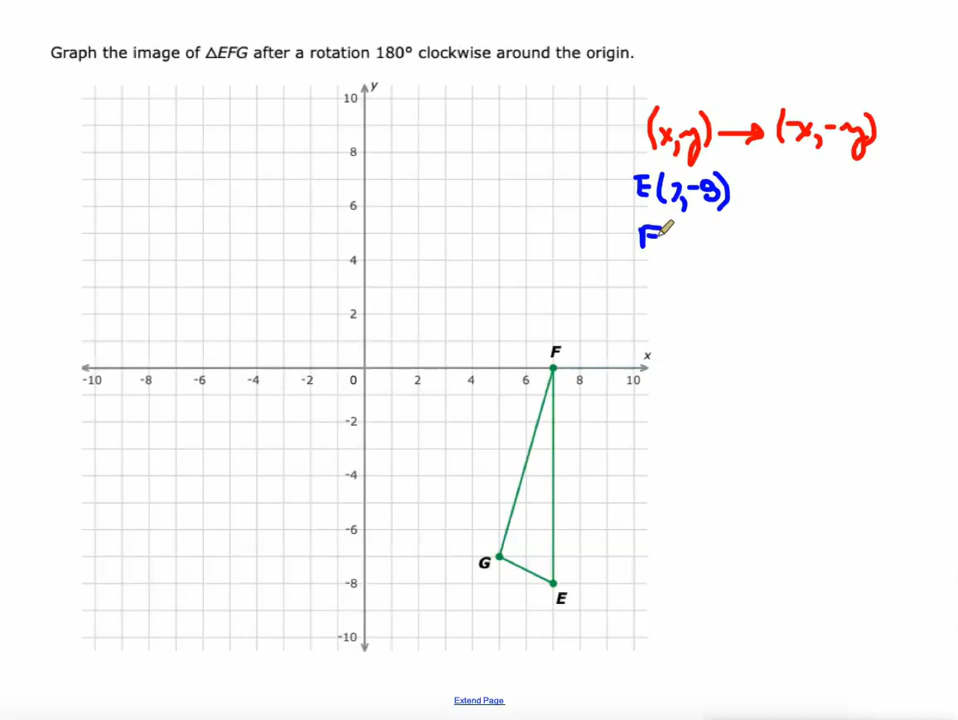 Graph the image of △EFG after a rotation 180° clockwise around the origin.
y
10
(x,y) → (-x,-y)
8
E(7,-8)
6
F
4
2
F
x
-10 -8 -6 -4 -2 0 2 4 6 8 10
-2
-4
-6
G
-8
E
-10
Extend Page